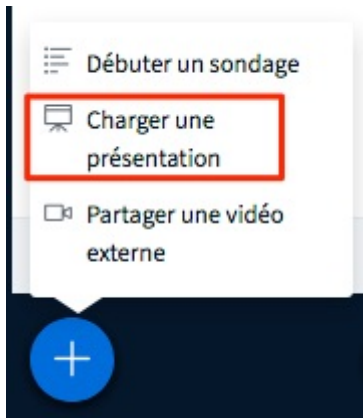 Débuter un sondage
Charger une
présentation
Partager une vidéo
externe